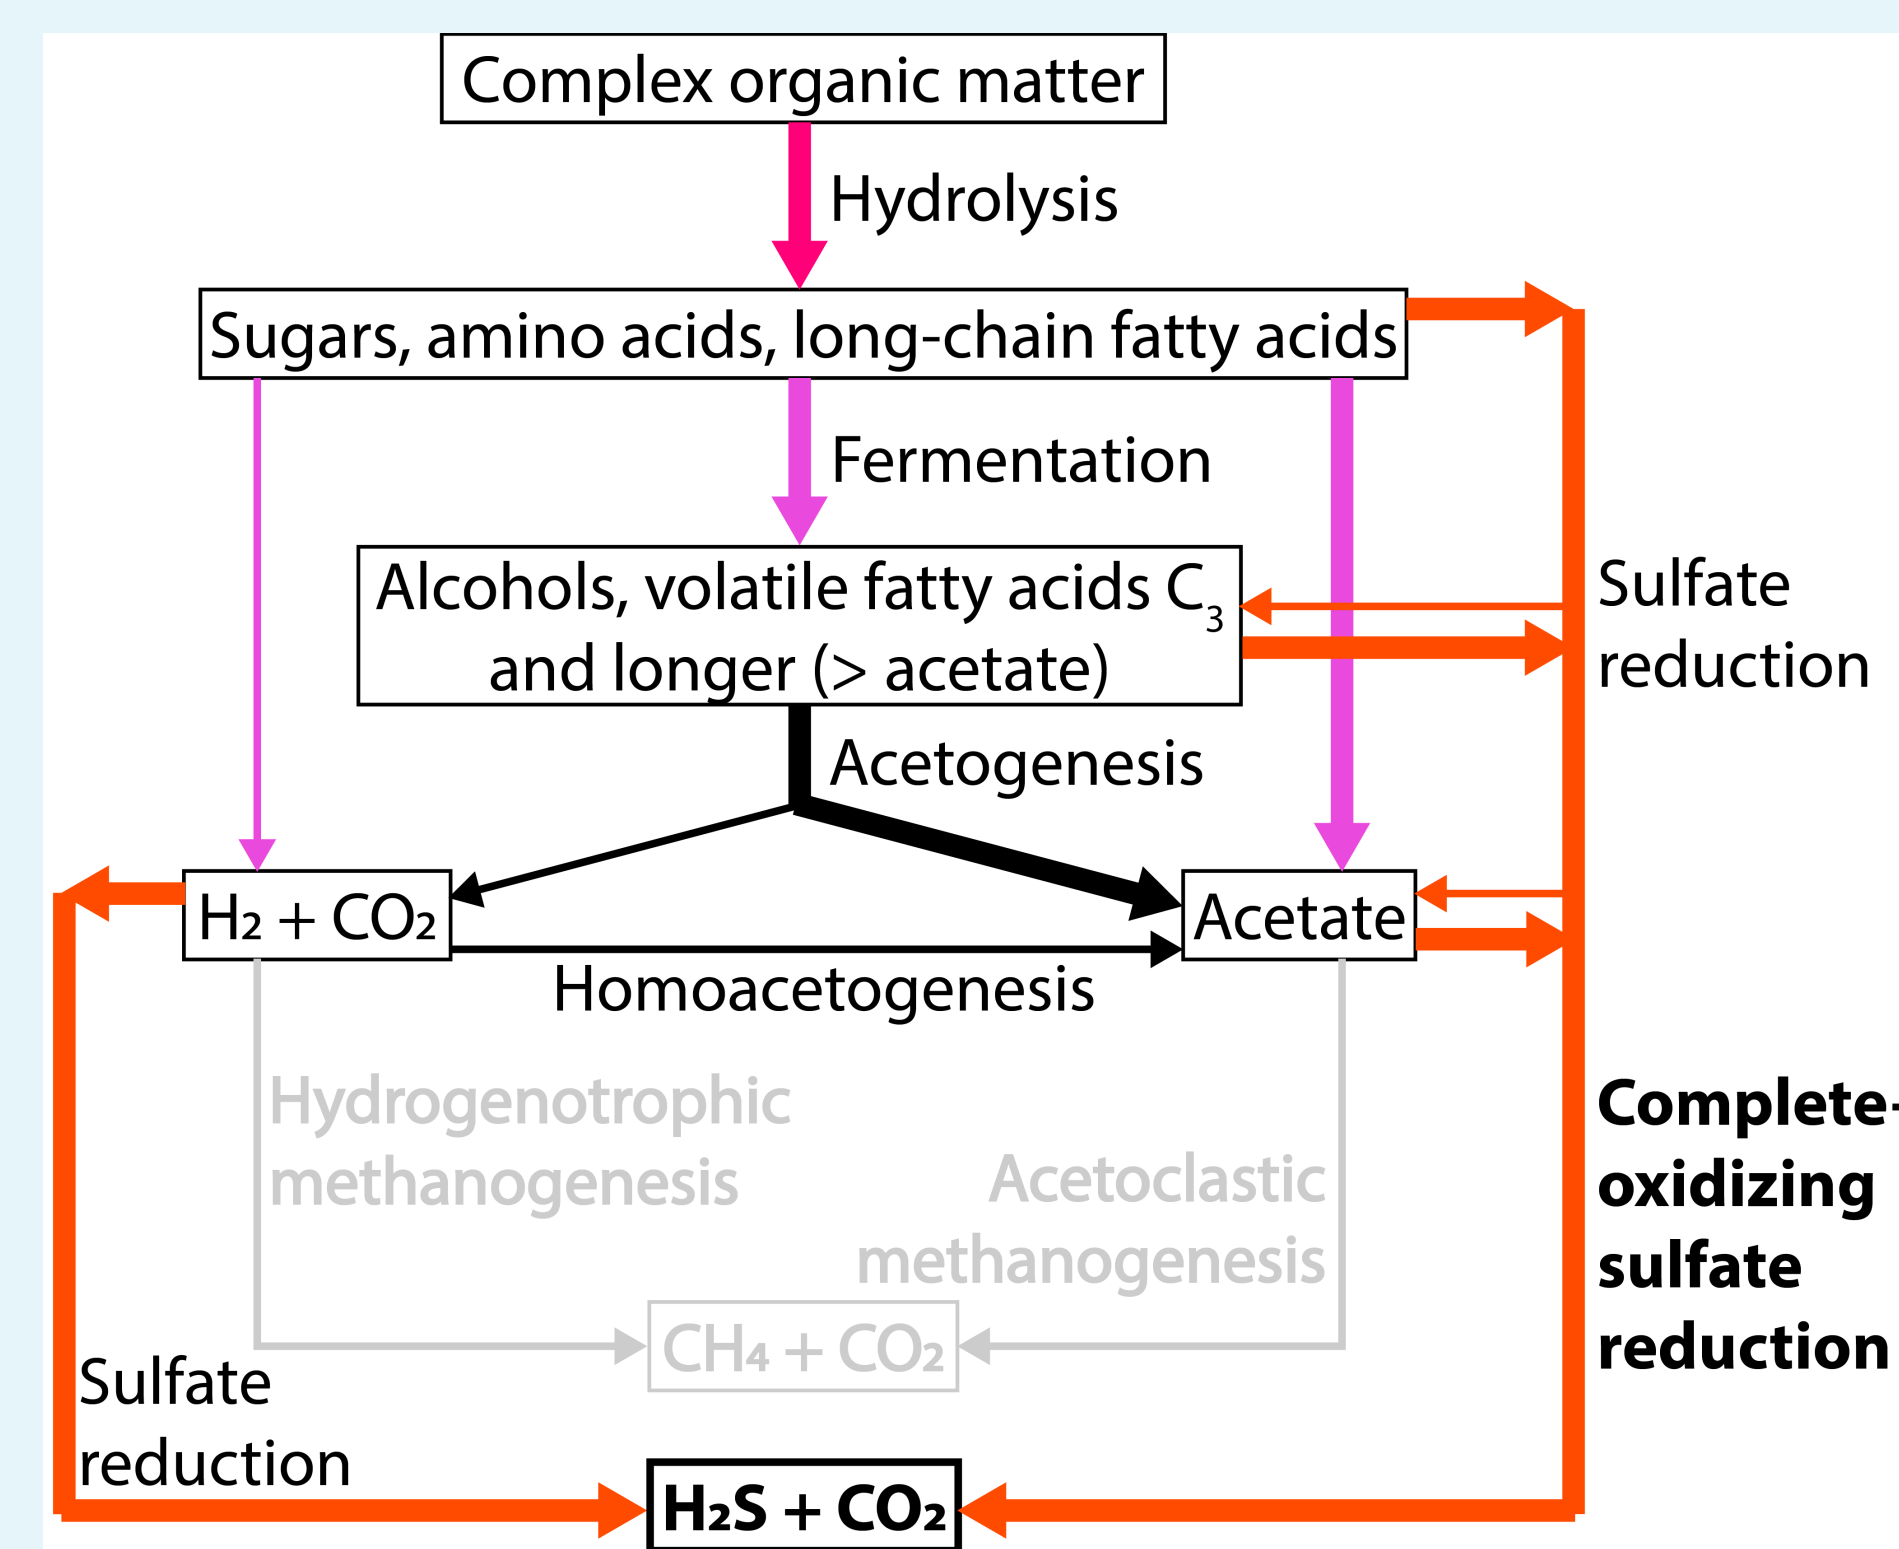 Complex organic matter
Hydrolysis
Sugars, amino acids, long-chain fatty acids
Fermentation
Alcohols, volatile fatty acids C₃
and longer (> acetate)
Sulfate
reduction
Acetogenesis
H₂ + CO₂
Acetate
Homoacetogenesis
Hydrogenotrophic
methanogenesis
Acetoclastic
methanogenesis
Complete-
oxidizing
sulfate
reduction
CH₄ + CO₂
Sulfate
reduction
H₂S + CO₂